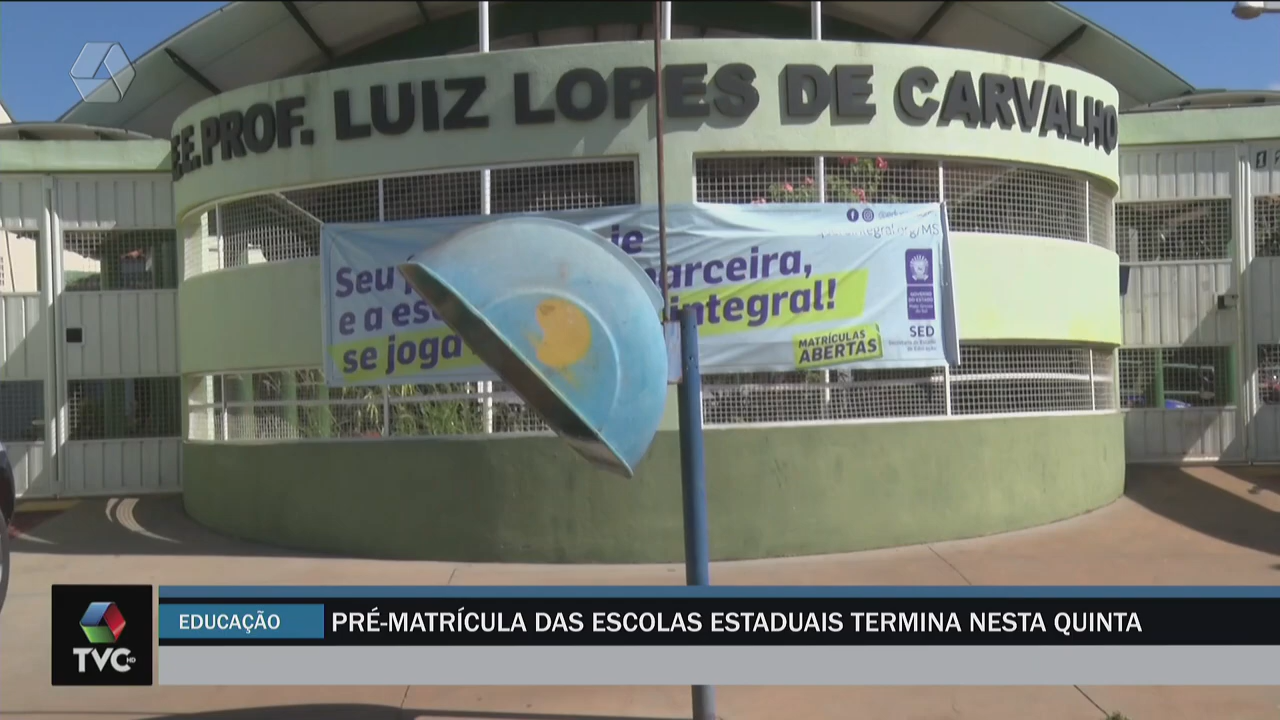 E.E. PROF. LUIZ LOPES DE CARVALHO
Seu
parceira,
integral!
se joga
MATRÍCULAS
ABERTAS
SED
TVC HD
EDUCAÇÃO
PRÉ-MATRÍCULA DAS ESCOLAS ESTADUAIS TERMINA NESTA QUINTA